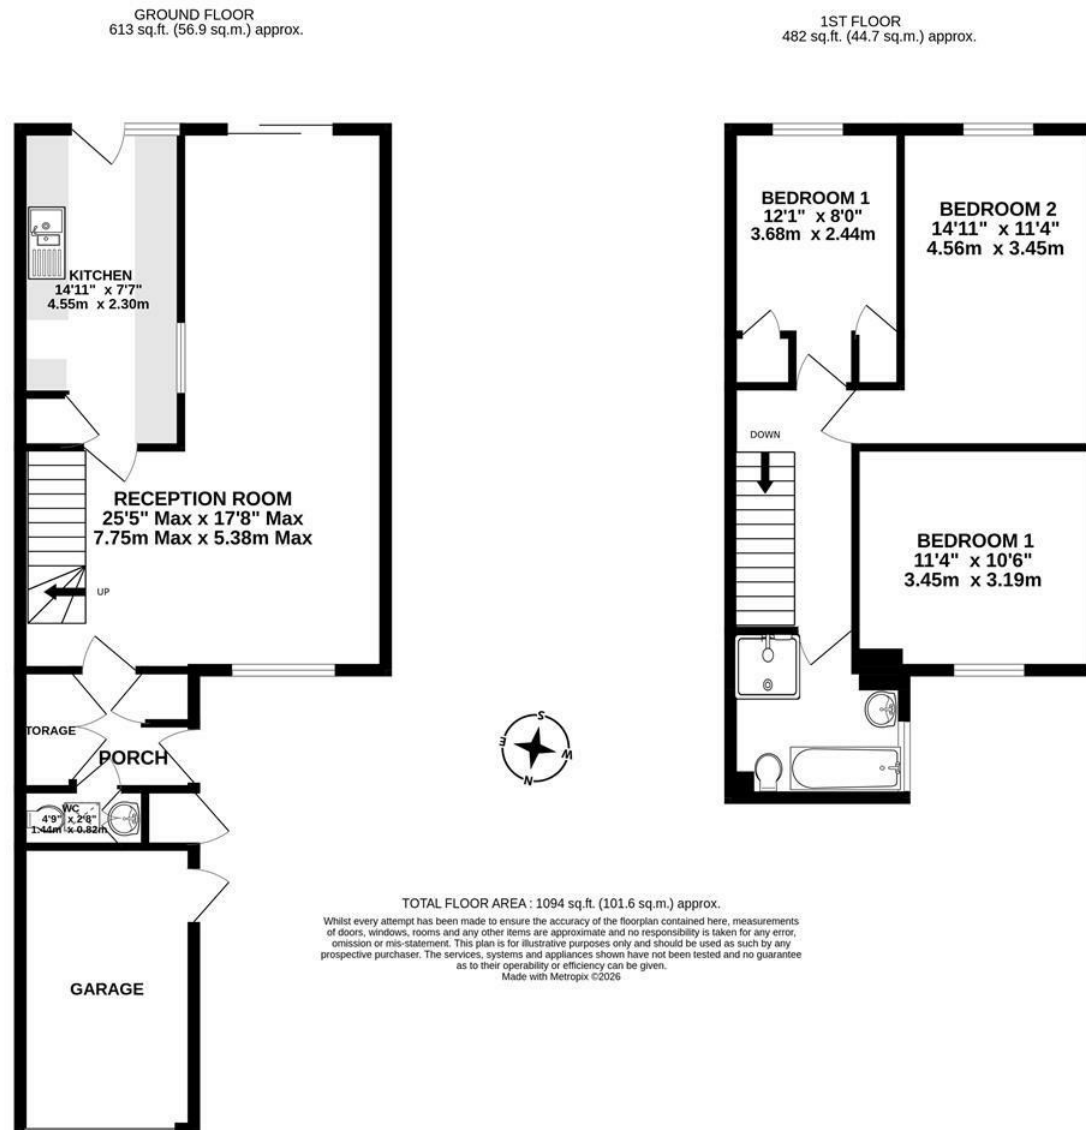 GROUND FLOOR
613 sq.ft. (56.9 sq.m.) approx.
1ST FLOOR
482 sq.ft. (44.7 sq.m.) approx.
KITCHEN
14'11" x 7'7"
4.55m x 2.30m
BEDROOM 1
12'1" x 8'0"
3.68m x 2.44m
BEDROOM 2
14'11" x 11'4"
4.56m x 3.45m
DOWN
RECEPTION ROOM
25'5" Max x 17'8" Max
7.75m Max x 5.38m Max
UP
BEDROOM 1
11'4" x 10'6"
3.45m x 3.19m
TORAGE
PORCH
S
E
W
N
WC
4'9" x 2'8"
1.44m x 0.82m
GARAGE
TOTAL FLOOR AREA : 1094 sq.ft. (101.6 sq.m.) approx.
Whilst every attempt has been made to ensure the accuracy of the floorplan contained here, measurements
of doors, windows, rooms and any other items are approximate and no responsibility is taken for any error,
omission or mis-statement. This plan is for illustrative purposes only and should be used as such by any
prospective purchaser. The services, systems and appliances shown have not been tested and no guarantee
as to their operability or efficiency can be given.
Made with Metropix ©2026